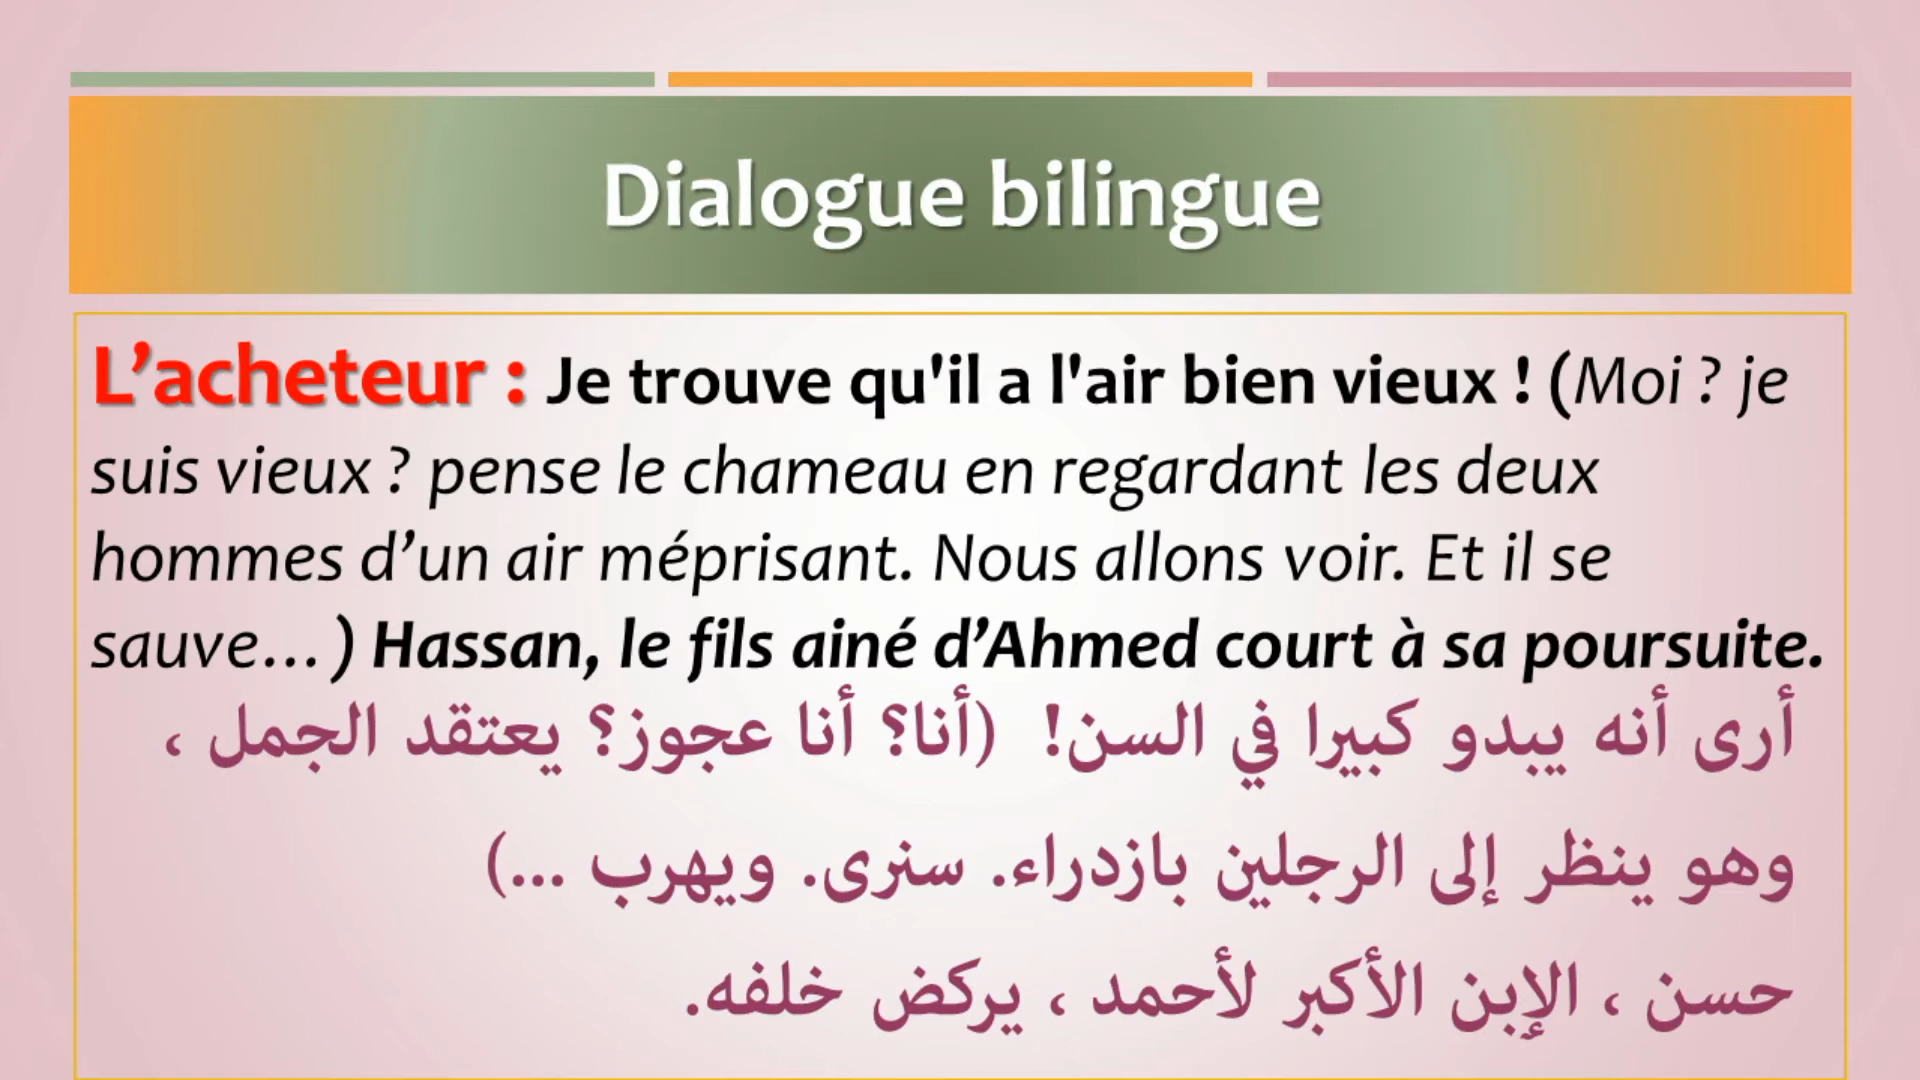 Dialogue bilingue
L’acheteur : Je trouve qu'il a l'air bien vieux ! (Moi ? je
suis vieux ? pense le chameau en regardant les deux
hommes d’un air méprisant. Nous allons voir. Et il se
sauve… ) Hassan, le fils ainé d’Ahmed court à sa poursuite.
أرى أنه يبدو كبيرا في السن! (أنا؟ أنا عجوز؟ يعتقد الجمل ،
وهو ينظر إلى الرجلين بازدراء. سنرى. ويهرب ...)
حسن ، الإبن الأكبر لأحمد ، يركض خلفه.